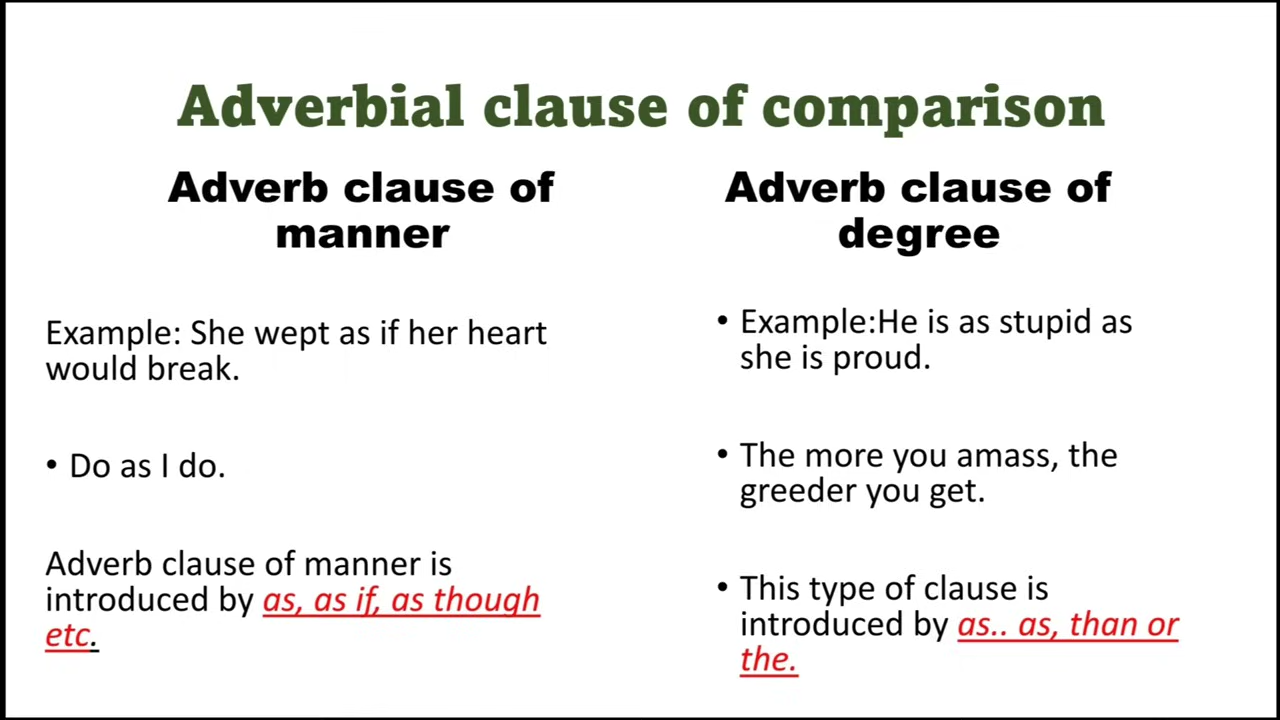 Adverbial clause of comparison
Adverb clause of
manner
Example: She wept as if her heart
would break.
• Do as I do.
Adverb clause of manner is
introduced by as, as if, as though
etc.
Adverb clause of
degree
• Example:He is as stupid as
she is proud.
• The more you amass, the
greeder you get.
• This type of clause is
introduced by as.. as, than or
the.